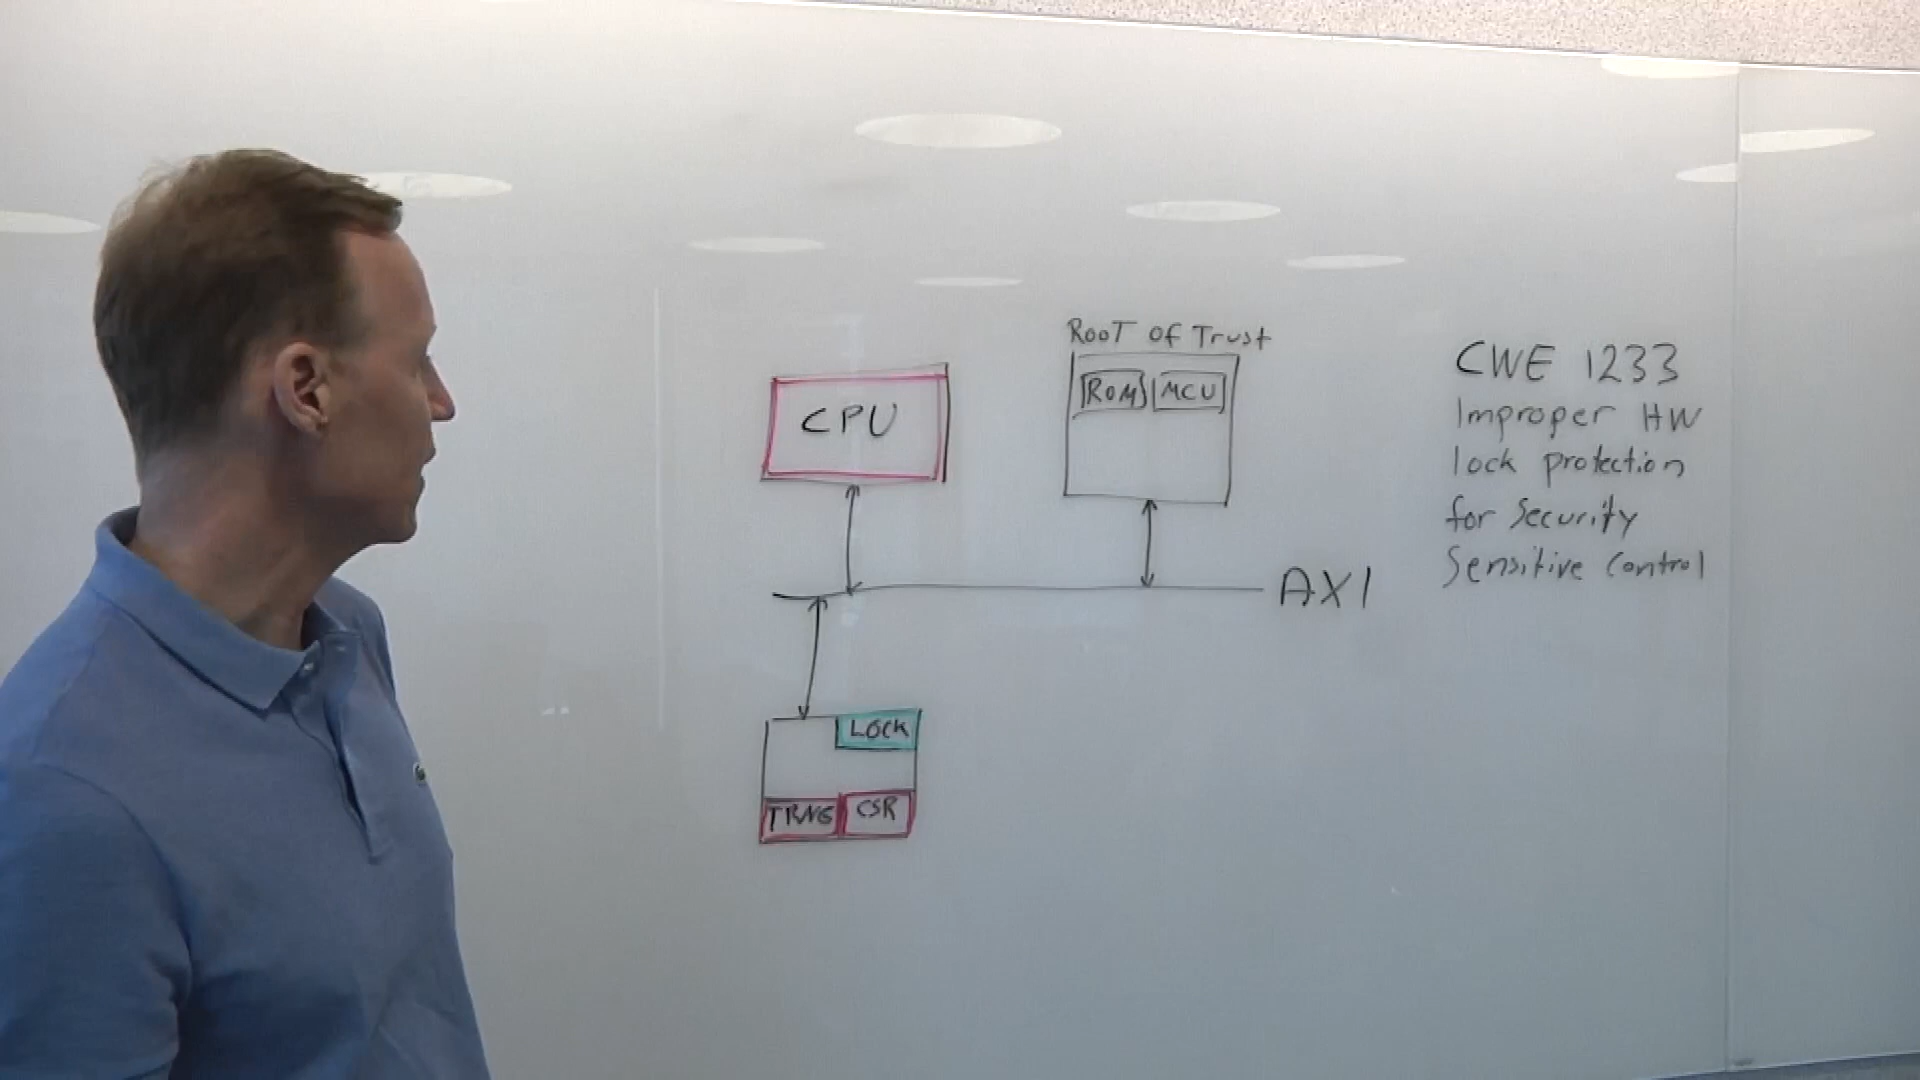 Root of Trust
ROM MCU
CPU
CWE 1233
Improper HW
lock protection
for Security
Sensitive Control
AXI
LOCK
TRNG CSR